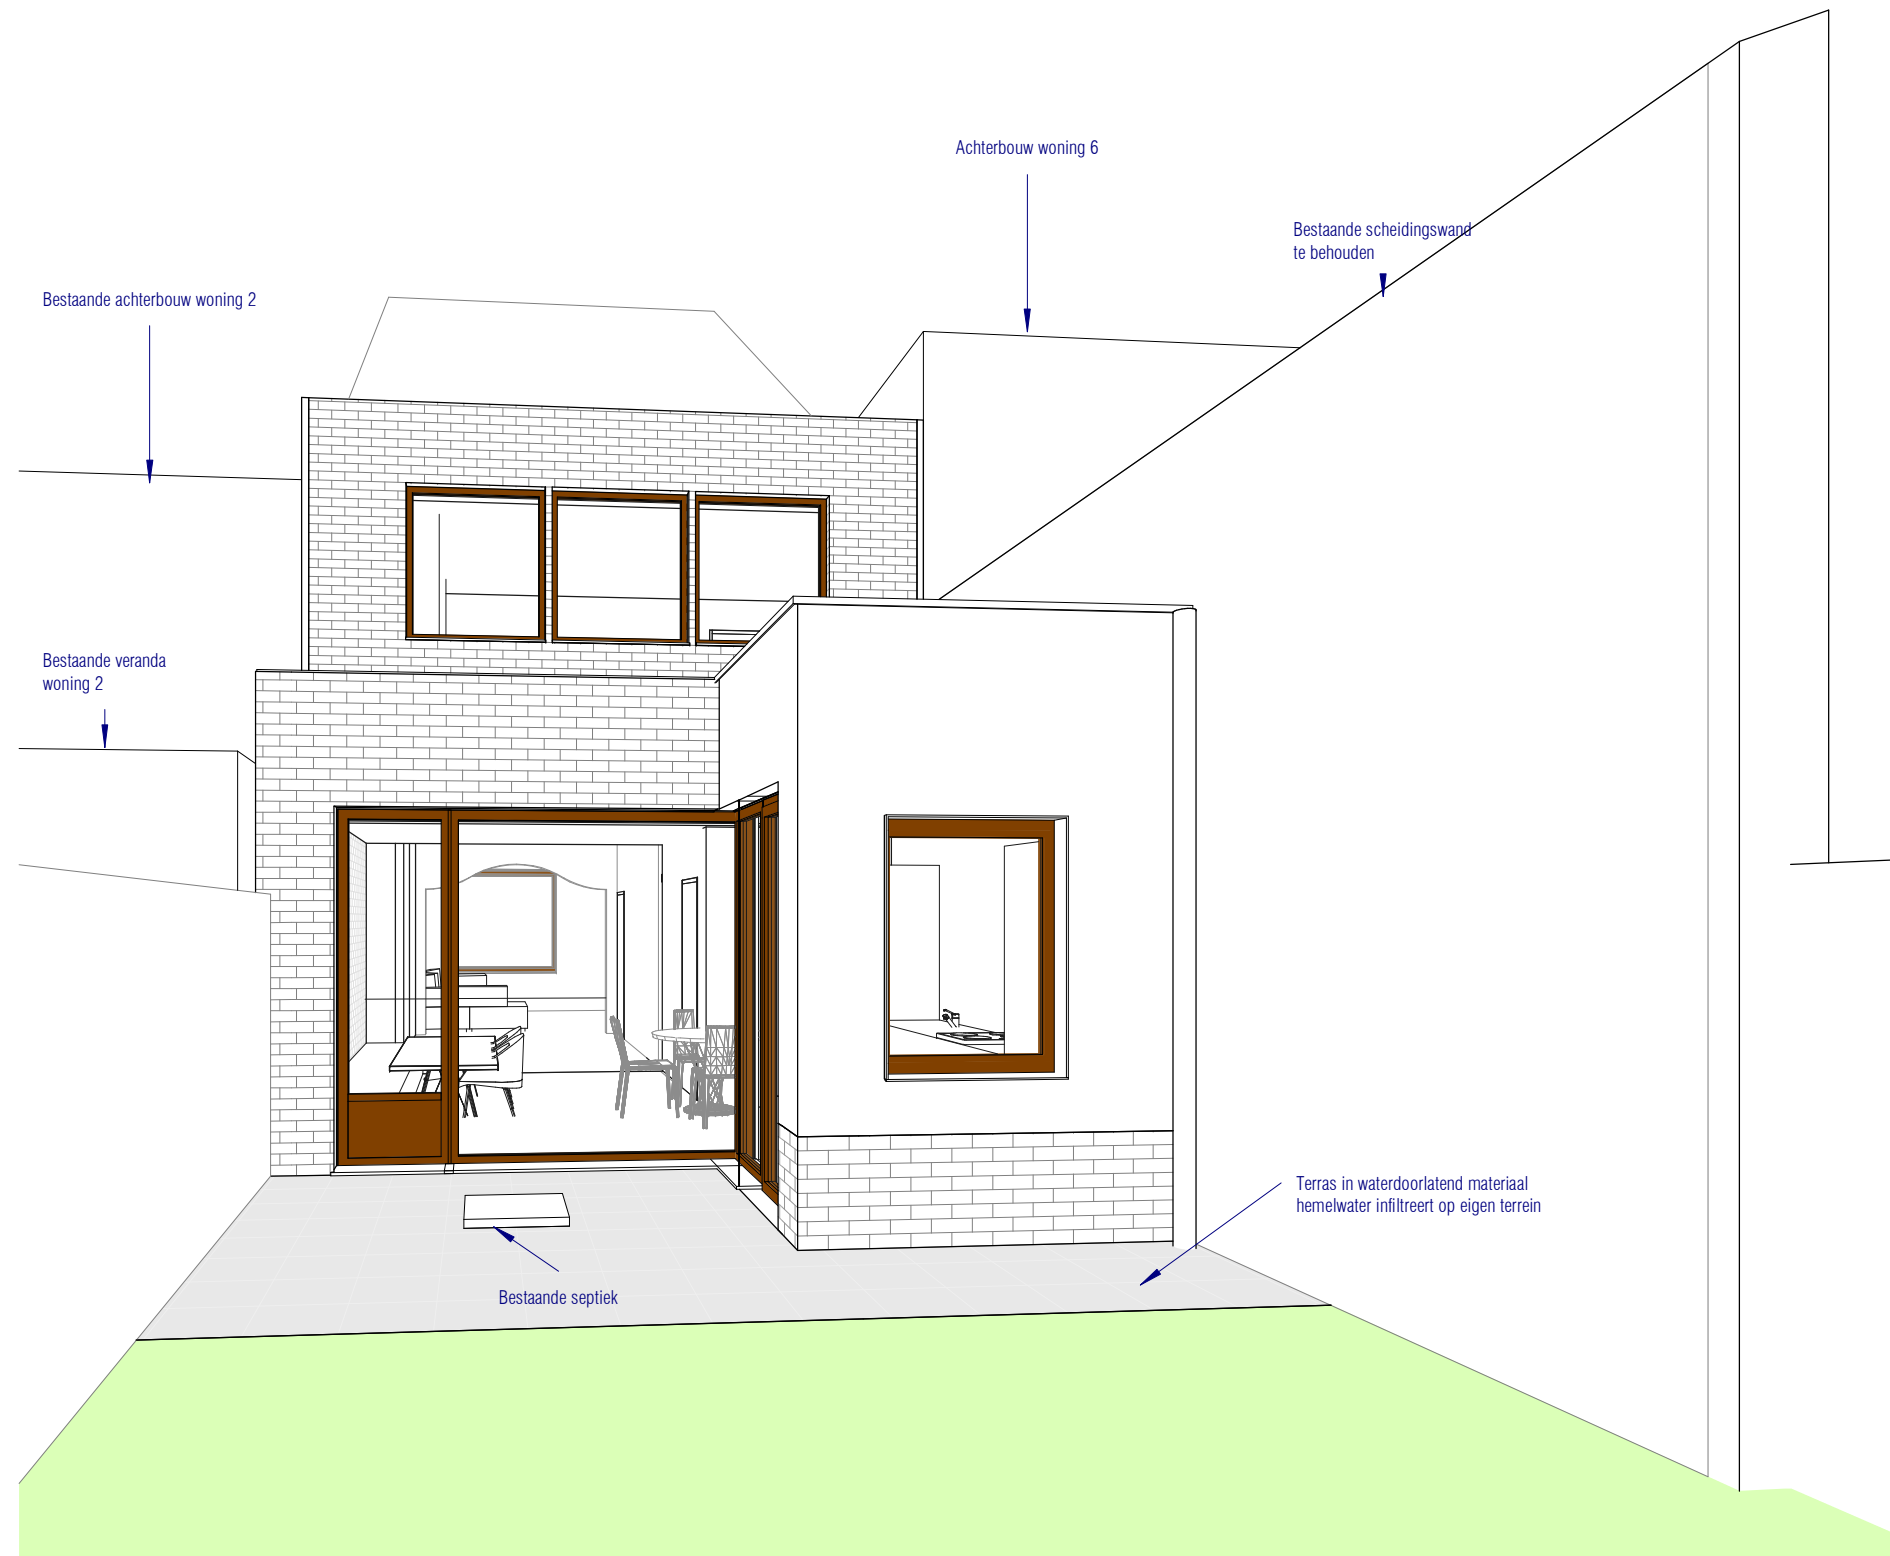 Achterbouw woning 6
Bestaande scheidingswand
te behouden
Bestaande achterbouw woning 2
Bestaande veranda
woning 2
Terras in waterdoorlatend materiaal
hemelwater infiltreert op eigen terrein
Bestaande septiek